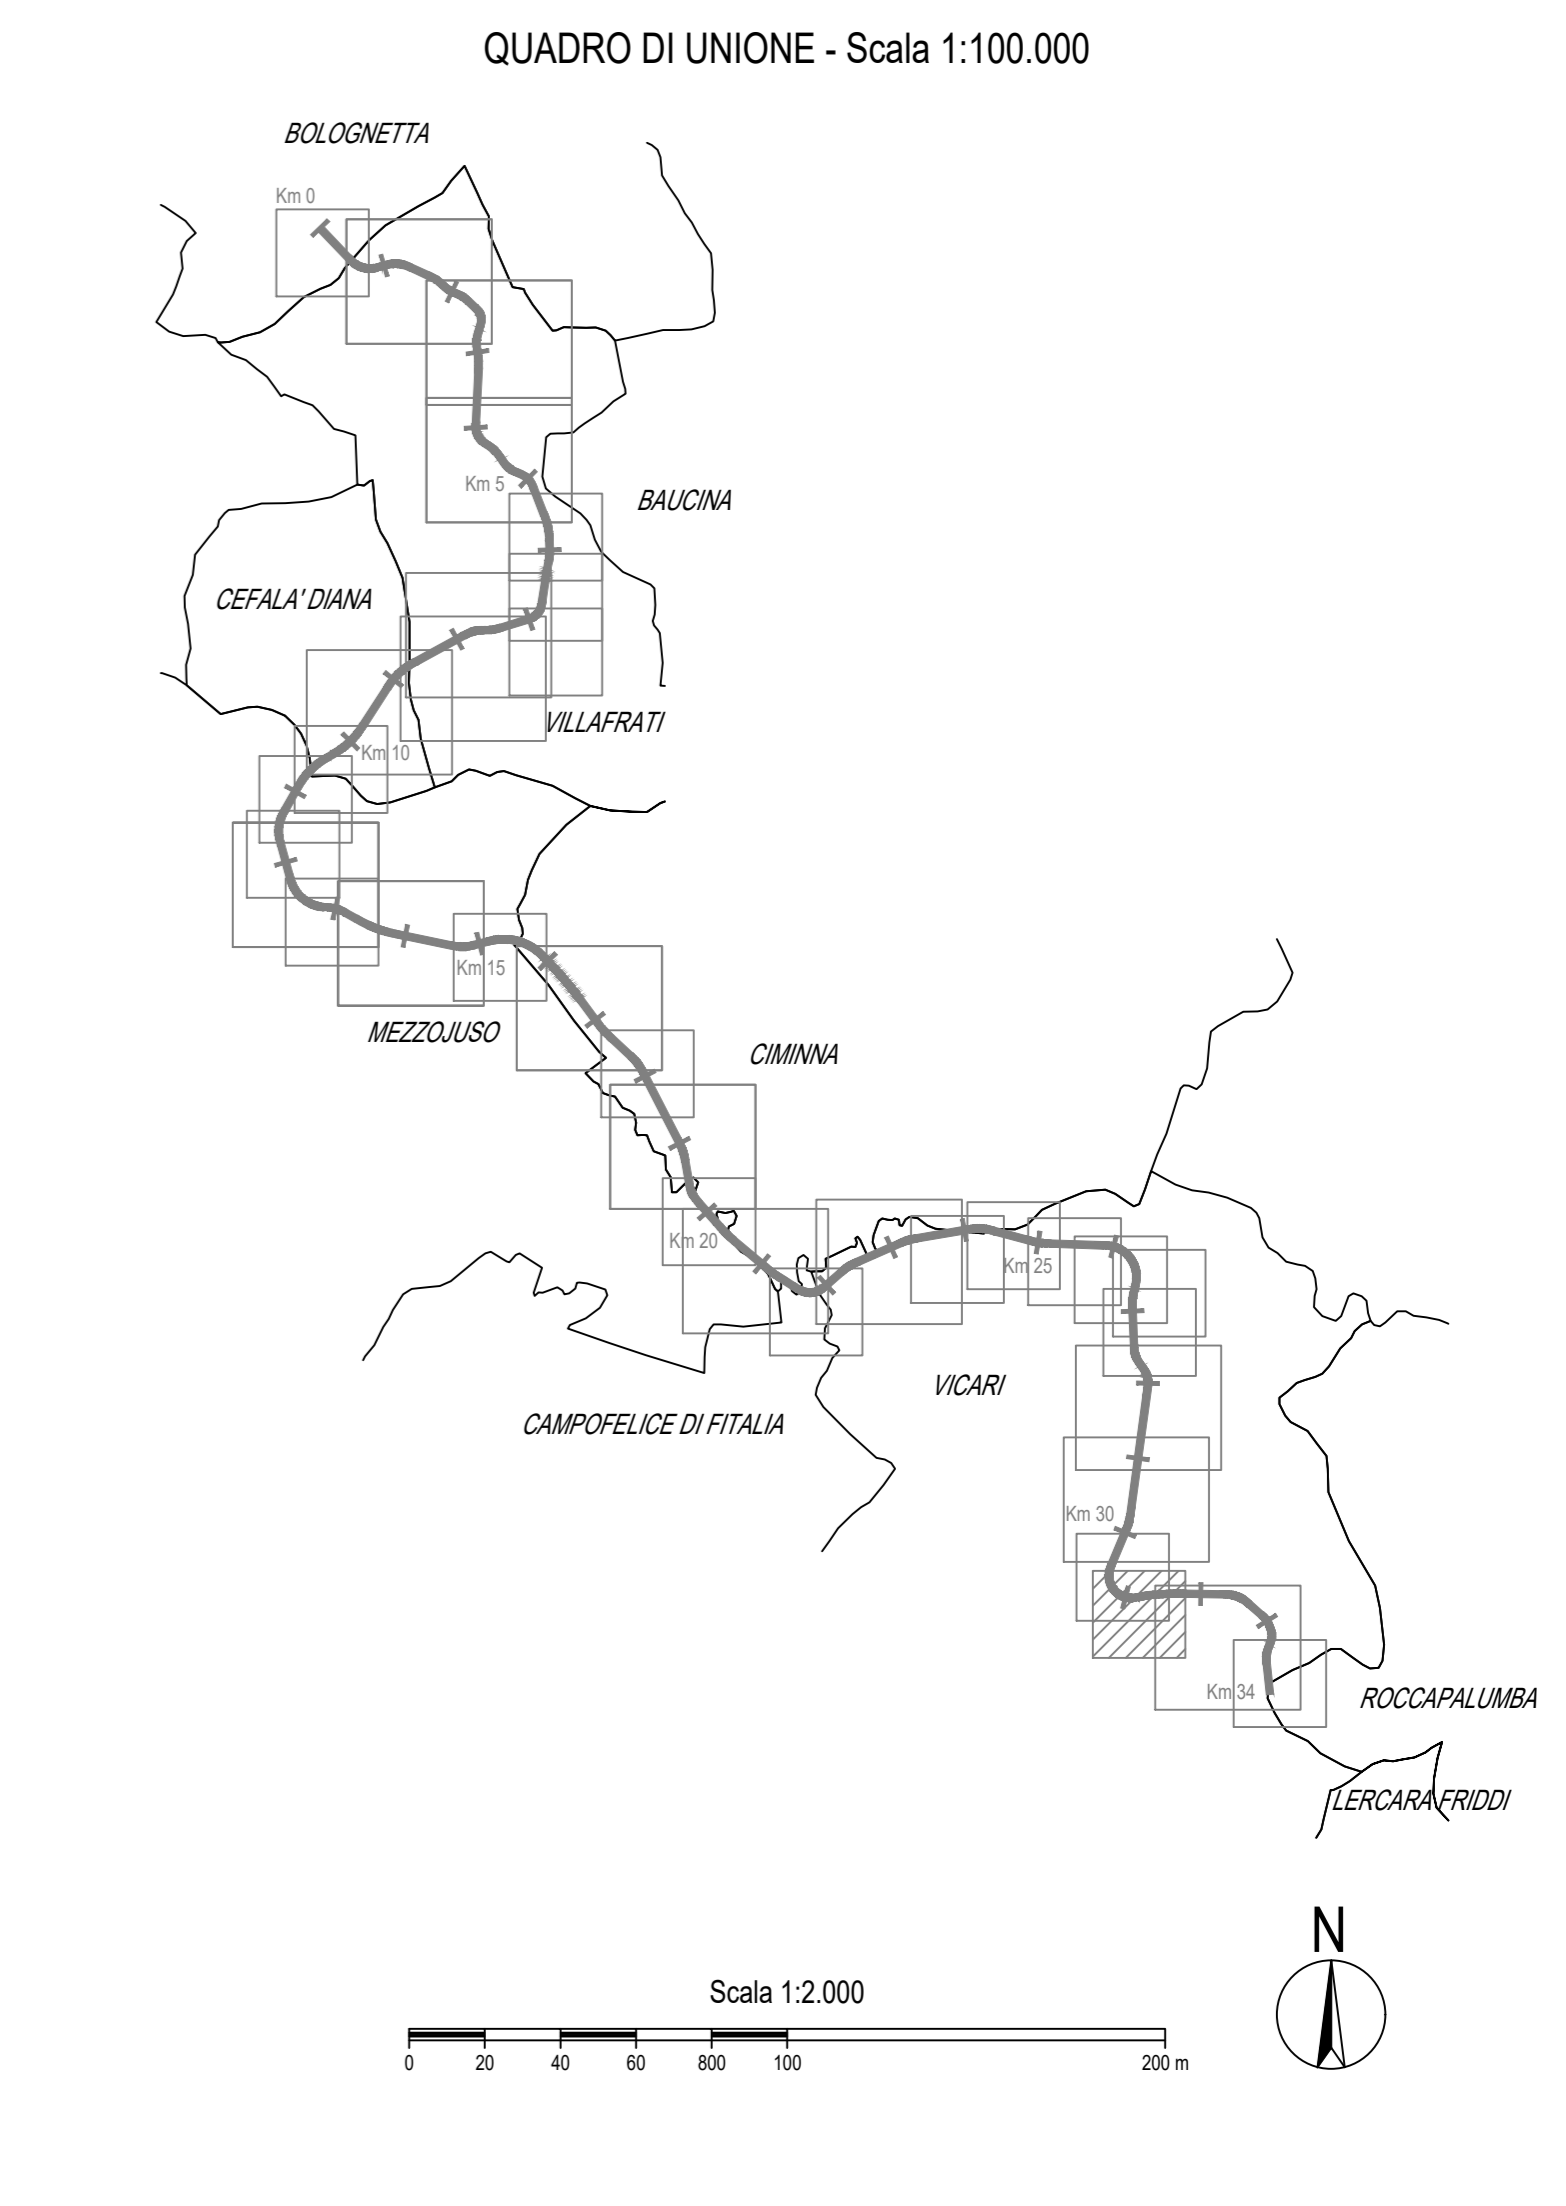 QUADRO DI UNIONE - Scala 1:100.000
BOLOGNETTA
Km 0
Km 5
BAUCINA
CEFALA' DIANA
VILLAFRATI
Km 10
Km 15
MEZZOJUSO
CIMINNA
Km 20
Km 25
VICARI
CAMPOFELICE DI FITALIA
Km 30
Km 34
ROCCAPALUMBA
LERCARA FRIDDI
N
Scala 1:2.000
0 20 40 60 800 100 200 m